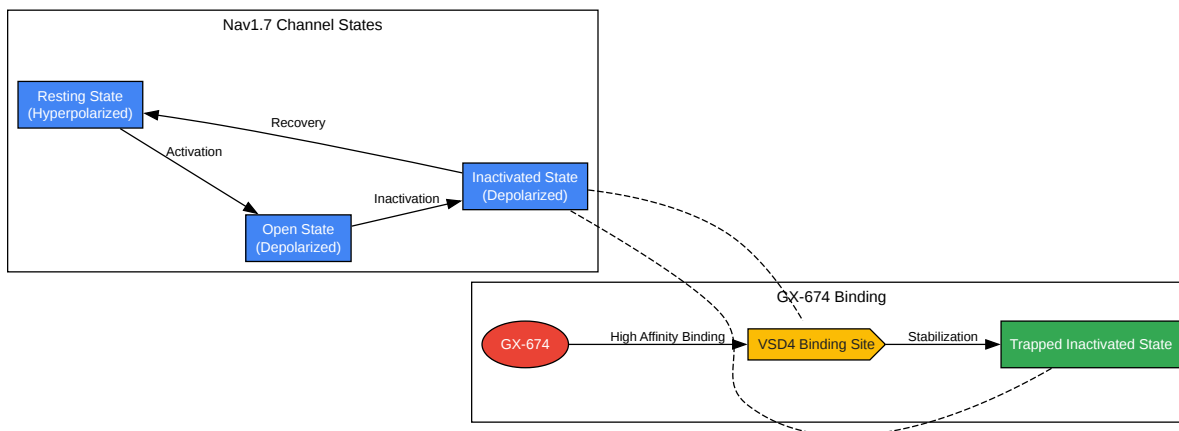 Nav1.7 Channel States
Resting State
(Hyperpolarized)
Recovery
Activation
Inactivated State
(Depolarized)
Inactivation
Open State
(Depolarized)
GX-674 Binding
GX-674
High Affinity Binding
VSD4 Binding Site
Stabilization
Trapped Inactivated State